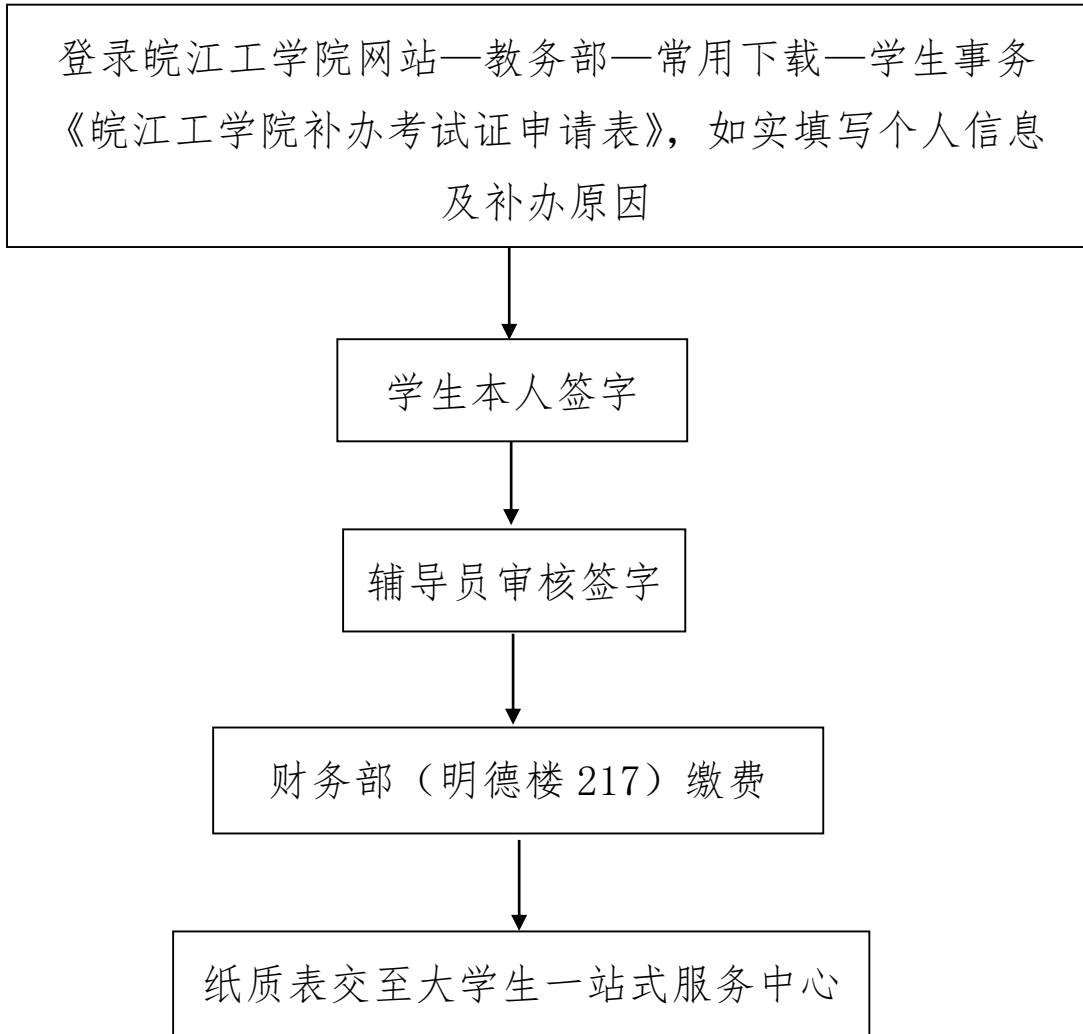 登录皖江工学院网站—教务部—常用下载—学生事务
《皖江工学院补办考试证申请表》，如实填写个人信息
及补办原因
学生本人签字
辅导员审核签字
财务部（明德楼 217）缴费
纸质表交至大学生一站式服务中心